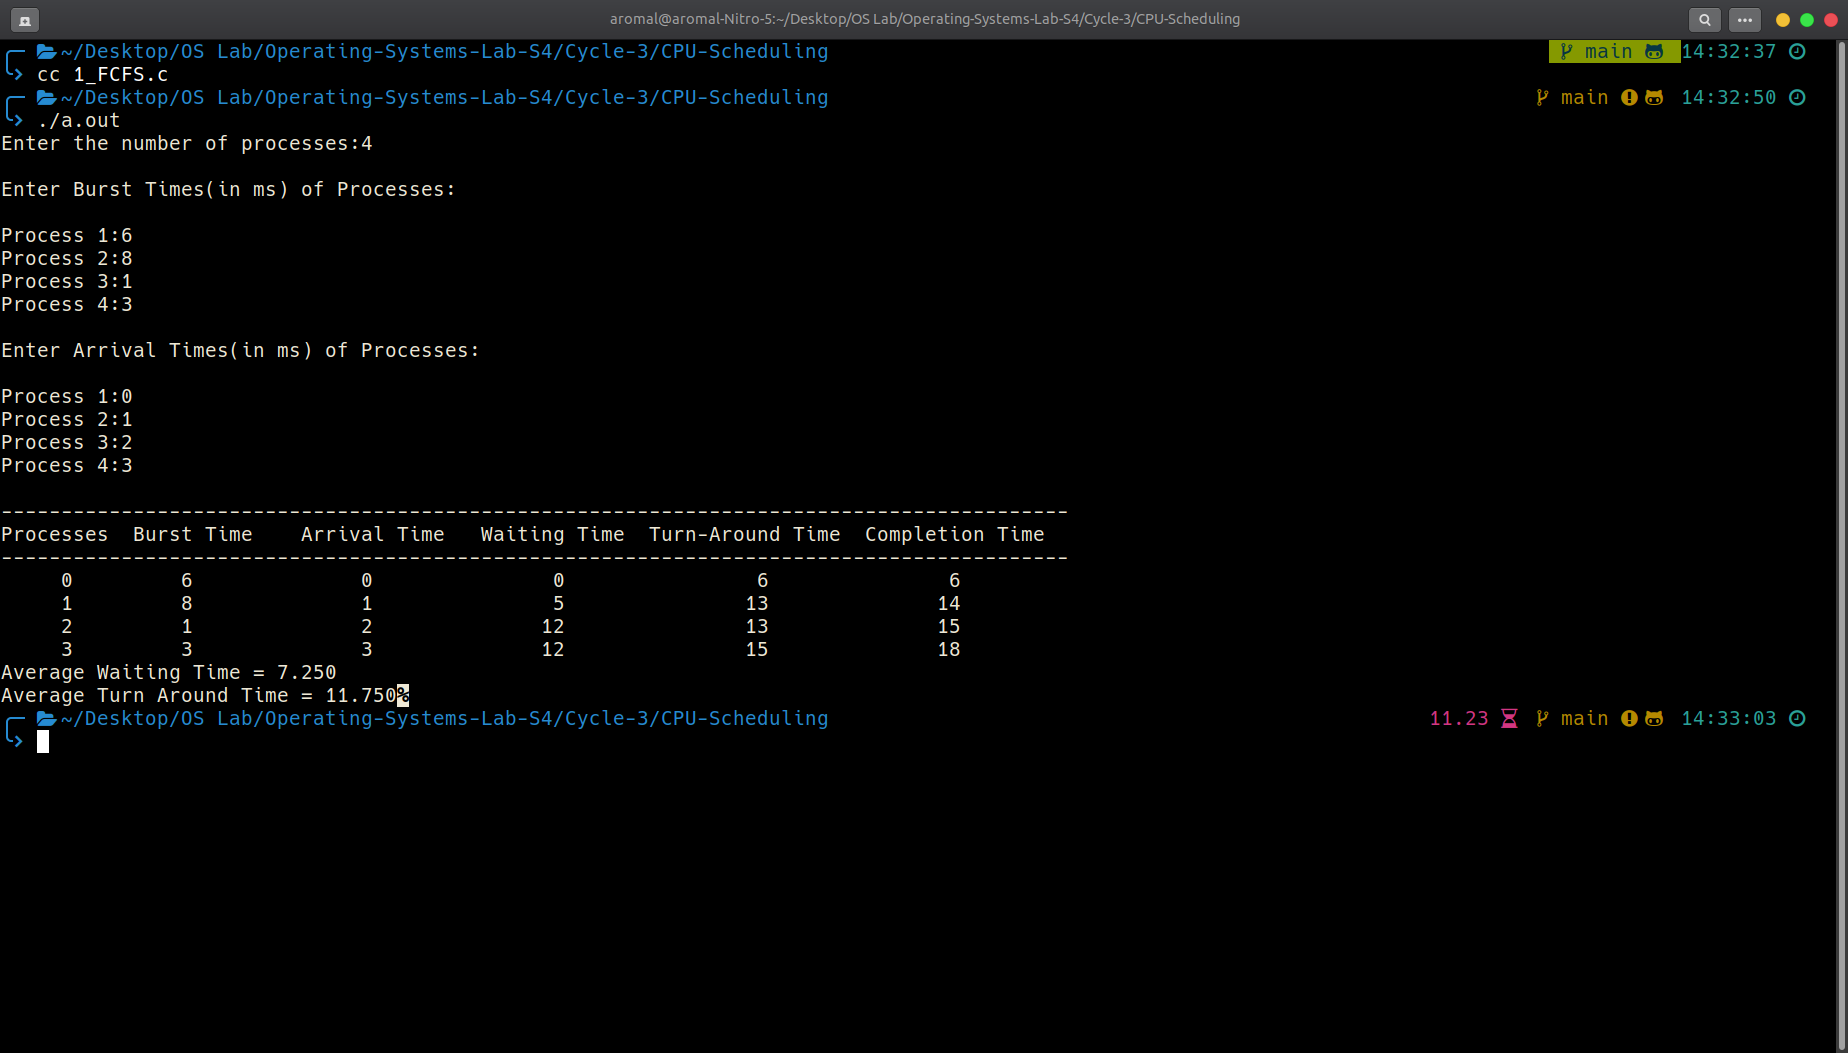 aromal@aromal-Nitro-5:~/Desktop/OS Lab/Operating-Systems-Lab-S4/Cycle-3/CPU-Scheduling
~/Desktop/OS Lab/Operating-Systems-Lab-S4/Cycle-3/CPU-Scheduling main 14:32:37
cc 1_FCFS.c
~/Desktop/OS Lab/Operating-Systems-Lab-S4/Cycle-3/CPU-Scheduling main 14:32:50
./a.out
Enter the number of processes:4
Enter Burst Times(in ms) of Processes:
Process 1:6
Process 2:8
Process 3:1
Process 4:3
Enter Arrival Times(in ms) of Processes:
Process 1:0
Process 2:1
Process 3:2
Process 4:3
-----------------------------------------------------------------------------------------
Processes  Burst Time    Arrival Time   Waiting Time  Turn-Around Time  Completion Time
-----------------------------------------------------------------------------------------
0 6 0 0 6 6
1 8 1 5 13 14
2 1 2 12 13 15
3 3 3 12 15 18
Average Waiting Time = 7.250
Average Turn Around Time = 11.750%
~/Desktop/OS Lab/Operating-Systems-Lab-S4/Cycle-3/CPU-Scheduling 11.23 main 14:33:03